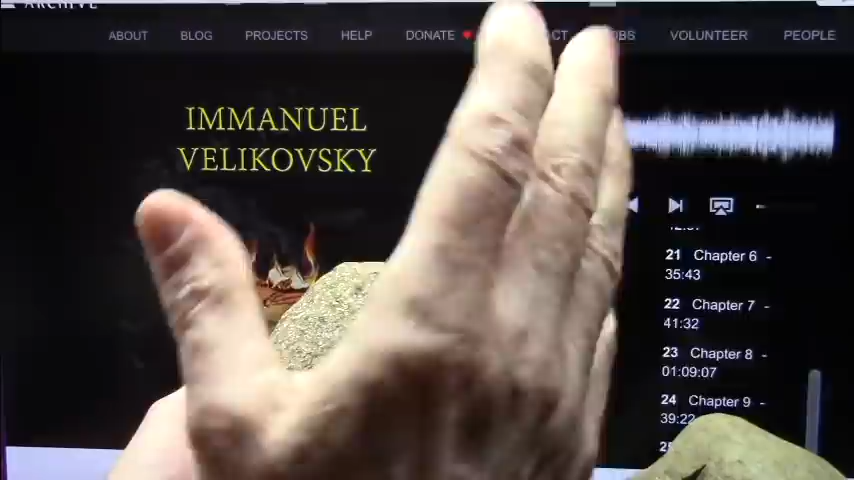 ARCHIVE
ABOUT BLOG PROJECTS HELP DONATE VOLUNTEER PEOPLE
IMMANUEL
VELIKOVSKY
21 Chapter 6 -
35:43
22 Chapter 7 -
41:32
23 Chapter 8 -
01:09:07
24 Chapter 9 -
39:22